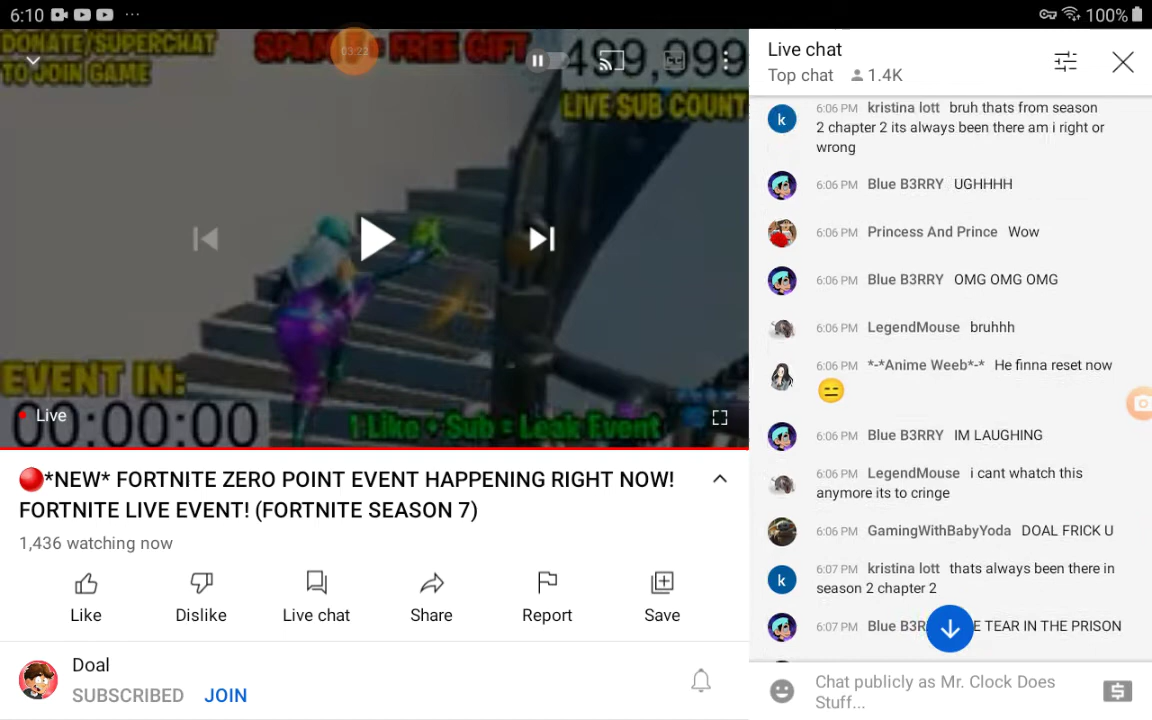 6:10
100%
DONATE/SUPERCHAT
TO JOIN GAME
FREE GIFT
03:22
499,999
CC
LIVE SUB COUNT
EVENT IN:
00:00:00
Live
1 Like + Sub = Leak Event
🔴*NEW* FORTNITE ZERO POINT EVENT HAPPENING RIGHT NOW!
FORTNITE LIVE EVENT! (FORTNITE SEASON 7)
1,436 watching now
Like Dislike Live chat Share Report Save
Doal
SUBSCRIBED JOIN
Live chat
Top chat 1.4K
k
6:06 PM kristina lott bruh thats from season
2 chapter 2 its always been there am i right or
wrong
6:06 PM Blue B3RRY UGHHHH
6:06 PM Princess And Prince Wow
6:06 PM Blue B3RRY OMG OMG OMG
6:06 PM LegendMouse bruhhh
6:06 PM *-*Anime Weeb*-* He finna reset now
😑
6:06 PM Blue B3RRY IM LAUGHING
6:06 PM LegendMouse i cant whatch this
anymore its to cringe
6:06 PM GamingWithBabyYoda DOAL FRICK U
k
6:07 PM kristina lott thats always been there in
season 2 chapter 2
6:07 PM Blue TEAR IN THE PRISON
Chat publicly as Mr. Clock Does
Stuff...